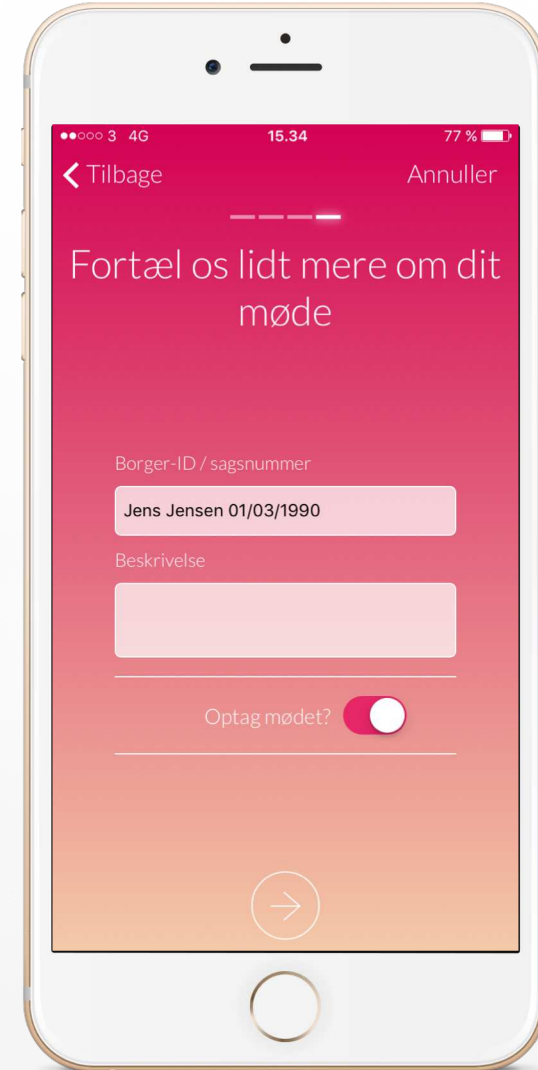 3 4G 15.34 77 %
Tilbage Annuller
Fortæl os lidt mere om dit
møde
Borger-ID / sagsnummer
Jens Jensen 01/03/1990
Beskrivelse
Optag mødet?